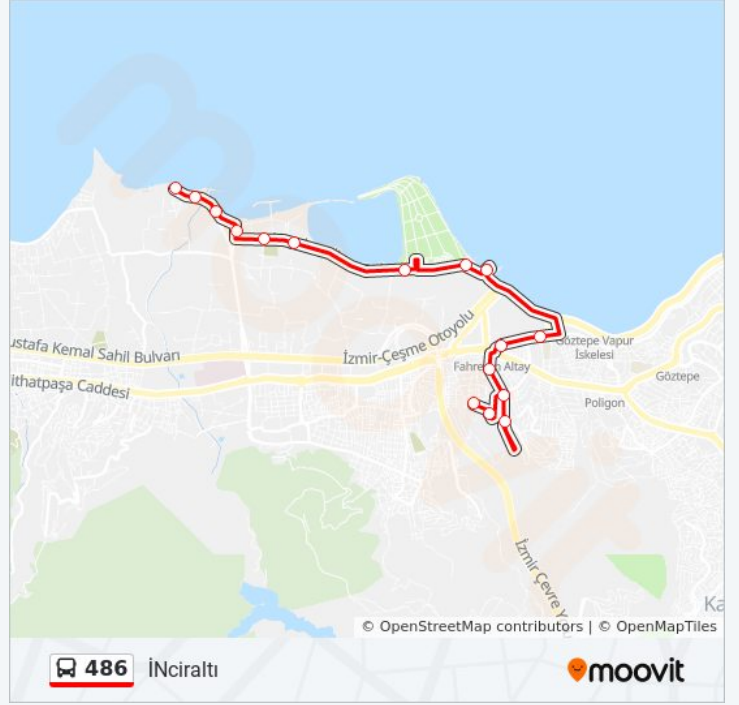 İzmir-Çeşme Otoyolu
ustafa Kemal Sahil Bulvarı
Göztepe Vapur
İskelesi
Fahrettin Altay
Göztepe
ithatpaşa Caddesi
Poligon
İzmir Çevre Y
Ka
© OpenStreetMap contributors | © OpenMapTiles
486 İNciraltı
moovit